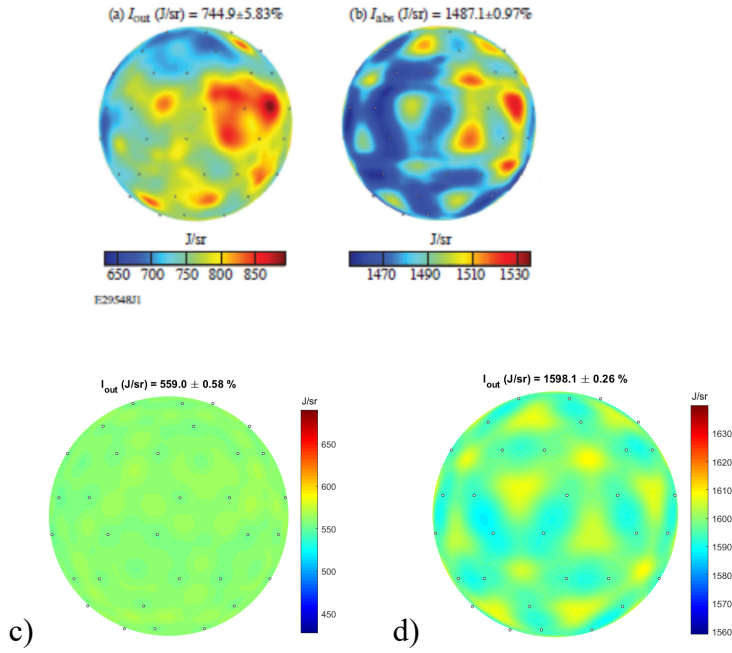 (a) I_out (J/sr) = 744.9±5.83%
(b) I_abs (J/sr) = 1487.1±0.97%
J/sr
650 700 750 800 850
J/sr
1470 1490 1510 1530
E29548J1
I_out (J/sr) = 559.0 ± 0.58 %
J/sr
650
600
550
500
450
c)
I_out (J/sr) = 1598.1 ± 0.26 %
J/sr
1630
1620
1610
1600
1590
1580
1570
1560
d)